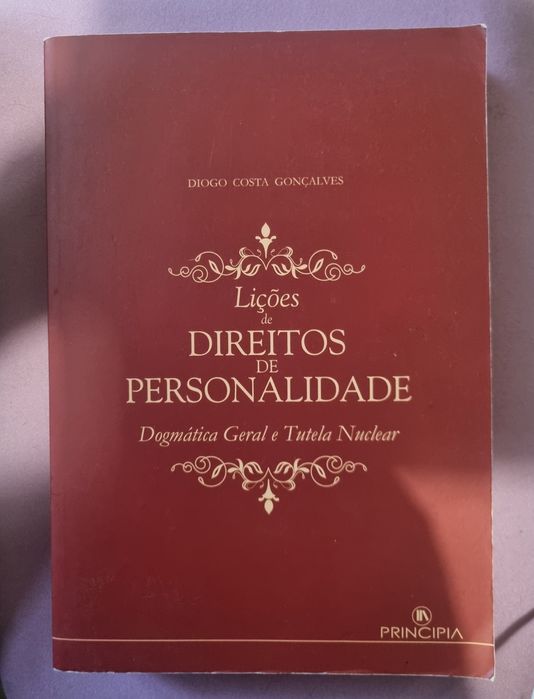 DIOGO COSTA GONÇALVES
Lições
de
DIREITOS
DE
PERSONALIDADE
Dogmática Geral e Tutela Nuclear
PRINCIPIA